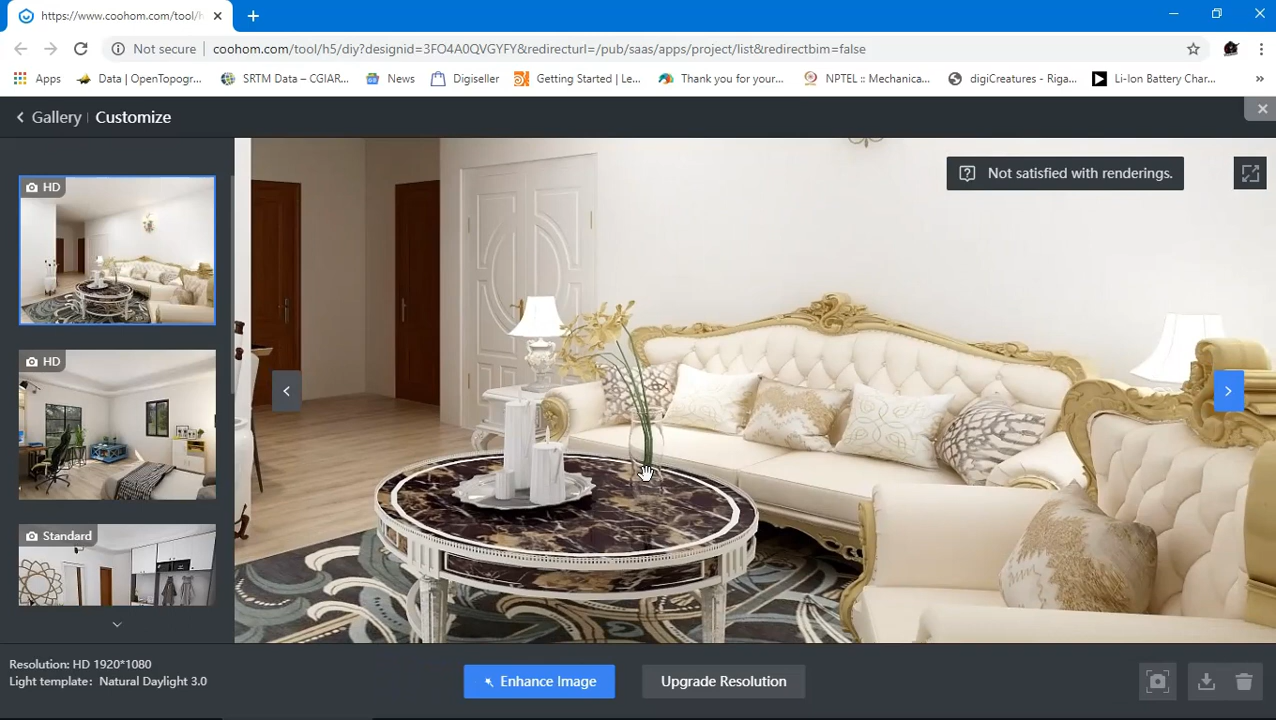 https://www.coohom.com/tool/h
Not secure
coohom.com/tool/h5/diy?designid=3FO4A0QVGYFY&redirecturl=/pub/saas/apps/project/list&redirectbim=false
Apps
Data | OpenTopogr...
SRTM Data – CGIAR...
News
Digiseller
Getting Started | Le...
Thank you for your...
NPTEL :: Mechanica...
digiCreatures - Riga...
Li-Ion Battery Char...
Gallery
Customize
HD
Not satisfied with renderings.
HD
Standard
Resolution: HD 1920*1080
Light template: Natural Daylight 3.0
Enhance Image
Upgrade Resolution